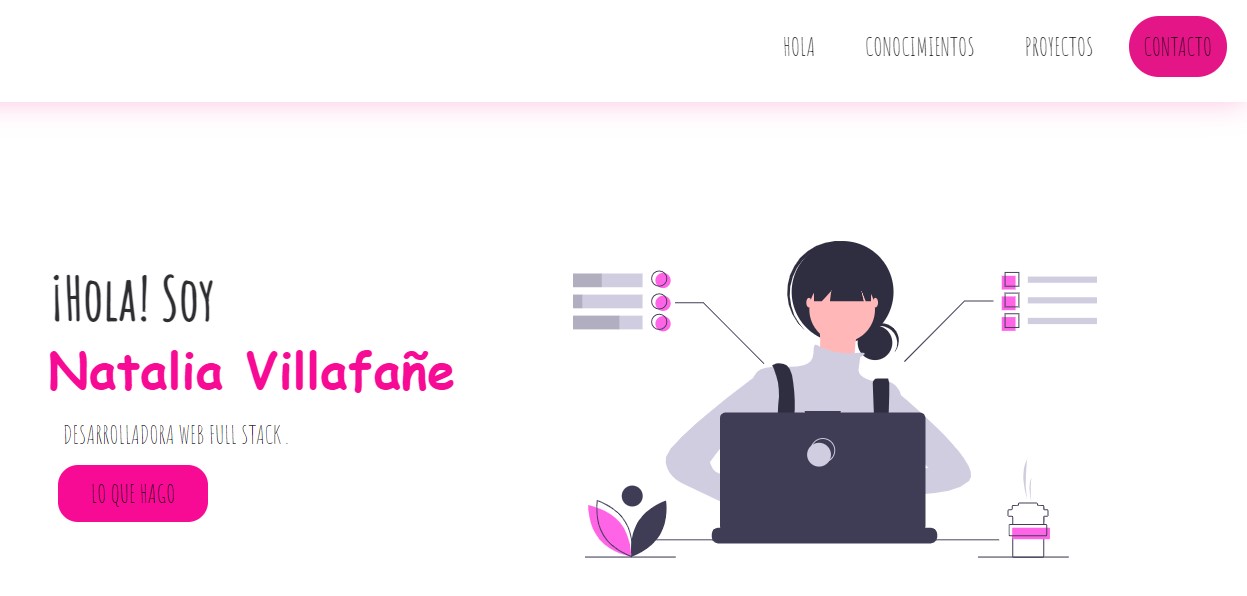 HOLA CONOCIMIENTOS PROYECTOS CONTACTO
¡Hola! Soy
Natalia Villafañe
DESARROLLADORA WEB FULL STACK .
LO QUE HAGO